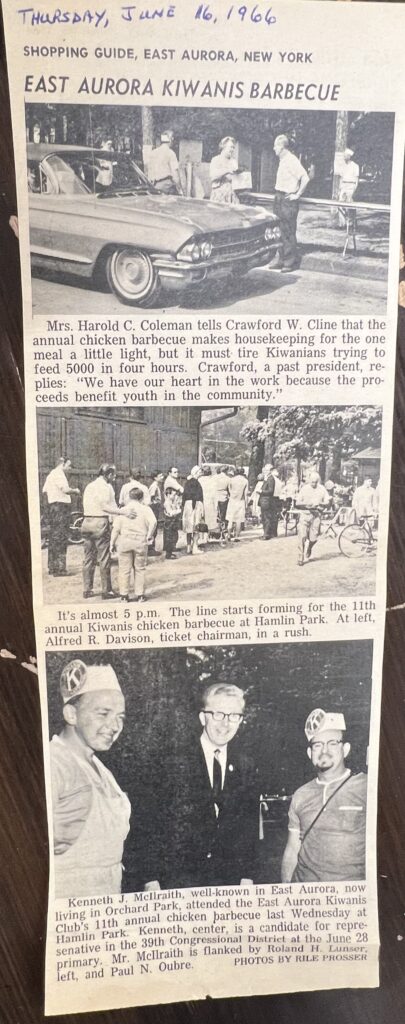 THURSDAY, JUNE 16, 1966
SHOPPING GUIDE, EAST AURORA, NEW YORK
EAST AURORA KIWANIS BARBECUE
Mrs. Harold C. Coleman tells Crawford W. Cline that the
annual chicken barbecue makes housekeeping for the one
meal a little light, but it must tire Kiwanians trying to
feed 5000 in four hours. Crawford, a past president, re-
plies: "We have our heart in the work because the pro-
ceeds benefit youth in the community."
It's almost 5 p.m. The line starts forming for the 11th
annual Kiwanis chicken barbecue at Hamlin Park. At left,
Alfred R. Davison, ticket chairman, in a rush.
K
Kenneth J. McIlraith, well-known in East Aurora, now
living in Orchard Park, attended the East Aurora Kiwanis
Club's 11th annual chicken barbecue last Wednesday at
Hamlin Park. Kenneth, center, is a candidate for repre-
senative in the 39th Congressional District at the June 28
primary. Mr. McIlraith is flanked by Roland H. Lunser,
left, and Paul N. Oubre. PHOTOS BY RILE PROSSER